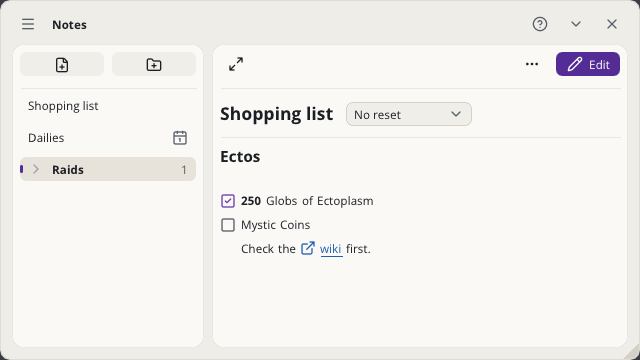 Notes
Edit
Shopping list
Dailies
Raids 1
Shopping list No reset
Ectos
250 Globs of Ectoplasm
Mystic Coins
Check the wiki first.